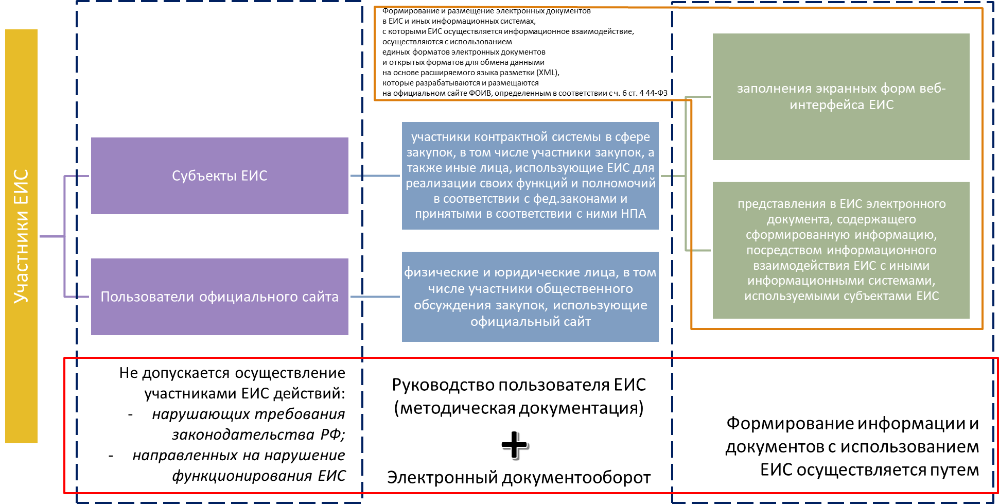 Участники ЕИС
Субъекты ЕИС
Пользователи официального сайта
Формирование и размещение электронных документов
в ЕИС и иных информационных системах,
с которыми ЕИС осуществляется информационное взаимодействие,
осуществляются с использованием
единых форматов электронных документов
и открытых форматов для обмена данными
на основе расширяемого языка разметки (XML),
которые разрабатываются и размещаются
на официальном сайте ФОИВ, определенным в соответствии с ч. 6 ст. 4 44-ФЗ
участники контрактной системы в сфере
закупок, в том числе участники закупок, а
также иные лица, использующие ЕИС для
реализации своих функций и полномочий
в соответствии с фед.законами и
принятыми в соответствии с ними НПА
физические и юридические лица, в том
числе участники общественного
обсуждения закупок, использующие
официальный сайт
заполнения экранных форм веб-
интерфейса ЕИС
представления в ЕИС электронного
документа, содержащего
сформированную информацию,
посредством информационного
взаимодействия ЕИС с иными
информационными системами,
используемыми субъектами ЕИС
Не допускается осуществление
участниками ЕИС действий:
- нарушающих требования
законодательства РФ;
- направленных на нарушение
функционирования ЕИС
Руководство пользователя ЕИС
(методическая документация)
+
Электронный документооборот
Формирование информации и
документов с использованием
ЕИС осуществляется путем